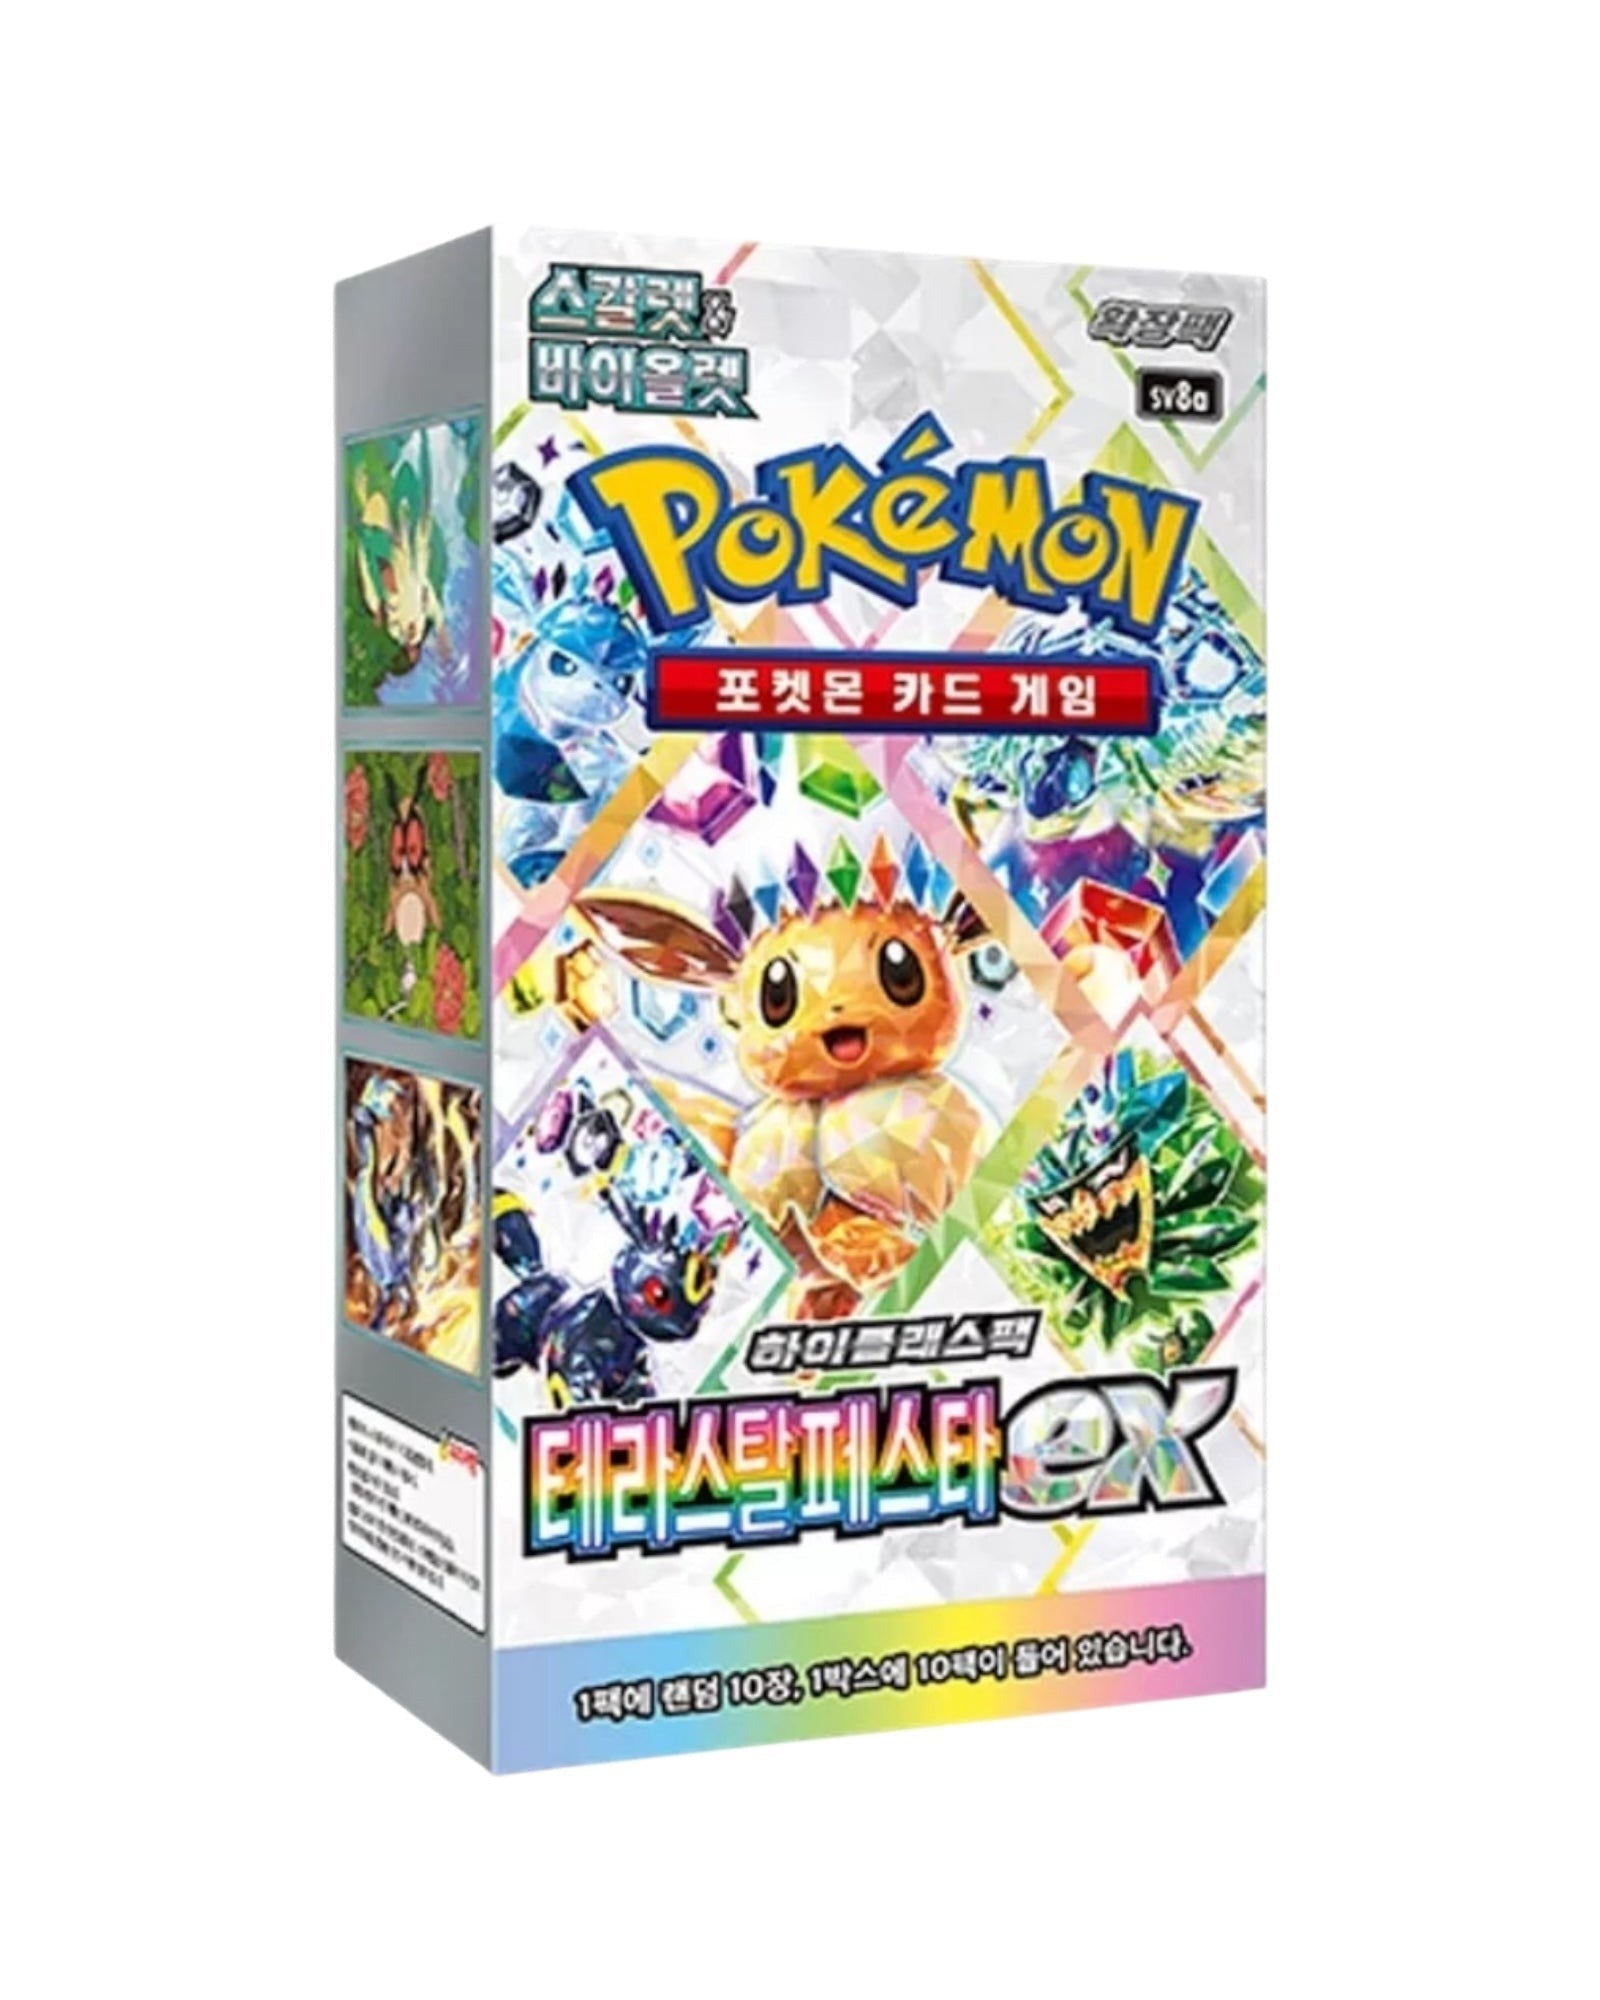 스칼렛&
바이올렛
확장팩
sv8a
Pokémon
포켓몬 카드 게임
하이클래스팩
테라스탈 페스타 ex
1팩에 랜덤 10장, 1박스에 10팩이 들어 있습니다.